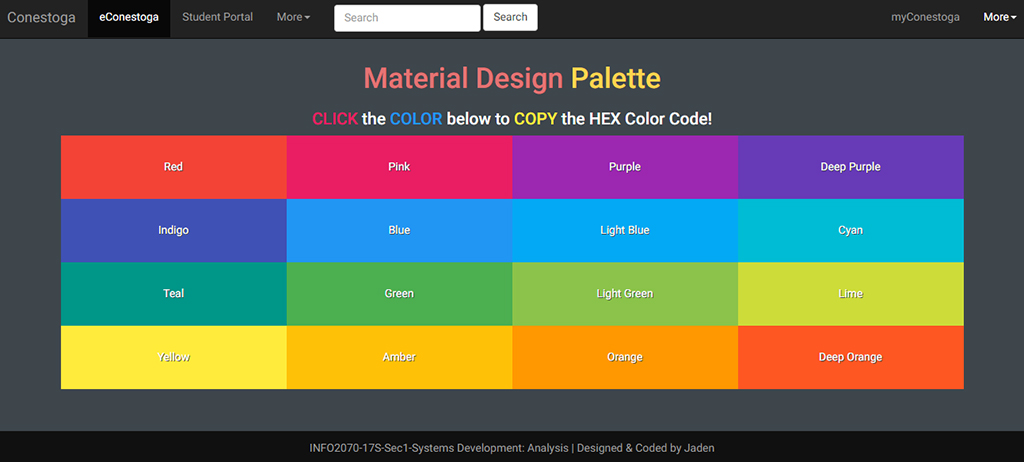 Conestoga eConestoga Student Portal More Search Search myConestoga More
Material Design Palette
CLICK the COLOR below to COPY the HEX Color Code!
Red Pink Purple Deep Purple
Indigo Blue Light Blue Cyan
Teal Green Light Green Lime
Yellow Amber Orange Deep Orange
INFO2070-17S-Sec1-Systems Development: Analysis | Designed & Coded by Jaden